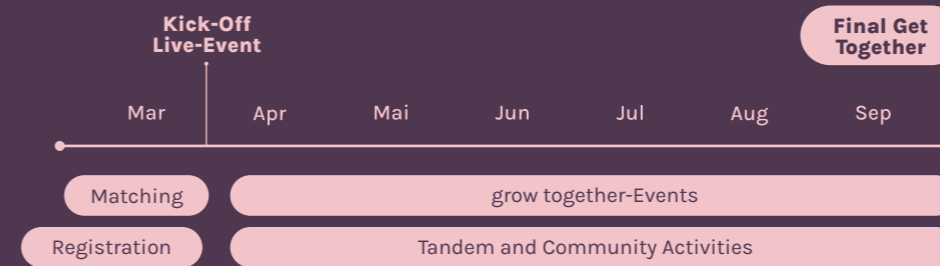 Kick-Off
Live-Event
Final Get
Together
Mar Apr Mai Jun Jul Aug Sep
Matching
grow together-Events
Registration
Tandem and Community Activities